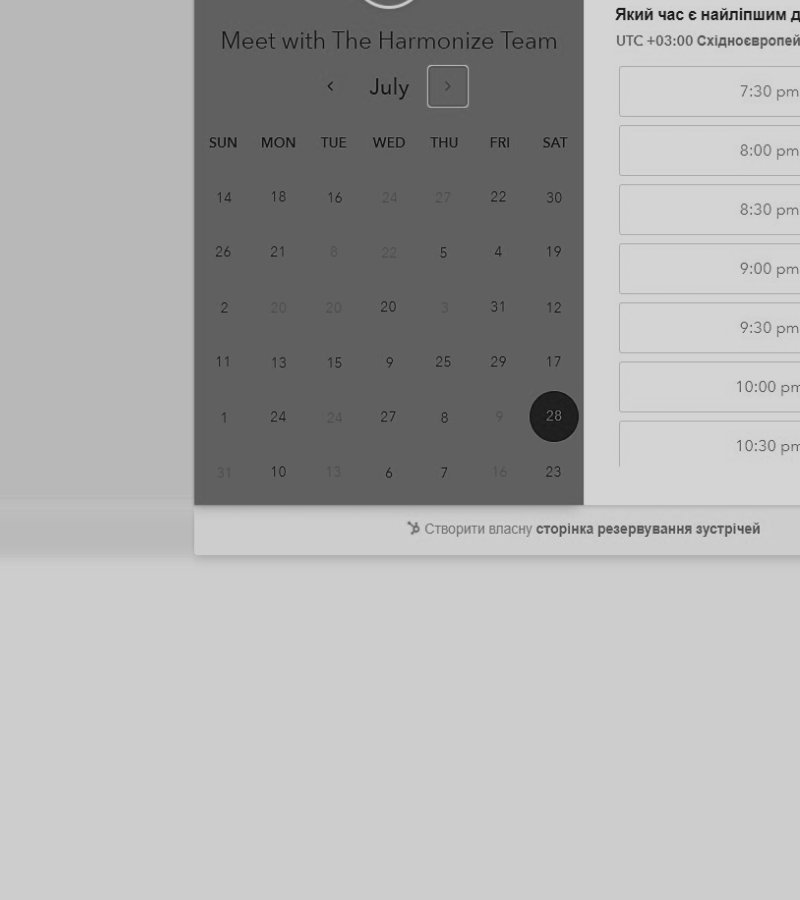 Meet with The Harmonize Team
July
SUN MON TUE WED THU FRI SAT
14 18 16 24 27 22 30
26 21 8 22 5 4 19
2 20 20 20 3 31 12
11 13 15 9 25 29 17
1 24 24 27 8 9 28
31 10 13 6 7 16 23
Який час є найліпшим
UTC +03:00
7:30 pm
8:00 pm
8:30 pm
9:00 pm
9:30 pm
10:00 pm
10:30 pm
Створити власну сторінка резервування зустрічей